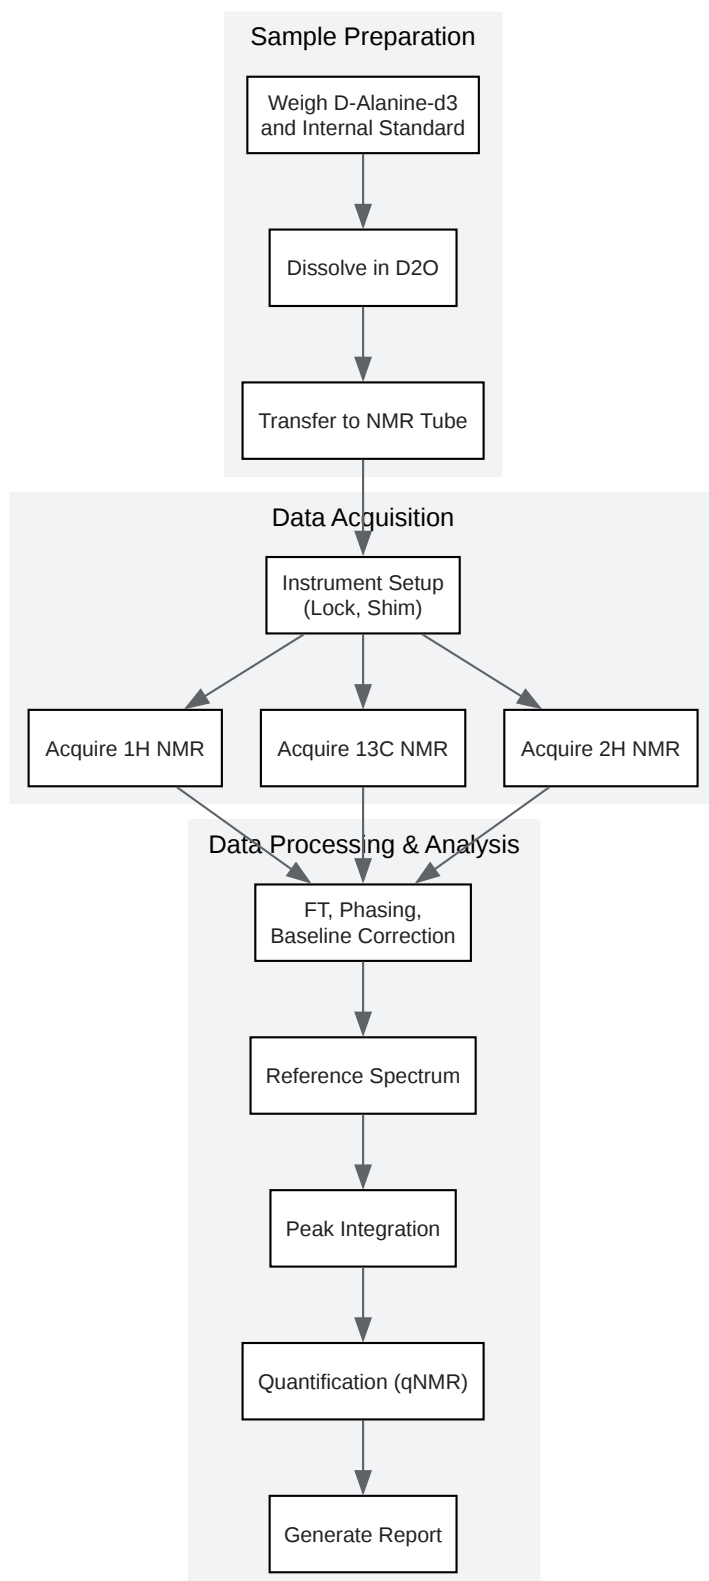 Sample Preparation
Weigh D-Alanine-d3
and Internal Standard
Dissolve in D2O
Transfer to NMR Tube
Data Acquisition
Instrument Setup
(Lock, Shim)
Acquire 1H NMR
Acquire 13C NMR
Acquire 2H NMR
Data Processing & Analysis
FT, Phasing,
Baseline Correction
Reference Spectrum
Peak Integration
Quantification (qNMR)
Generate Report